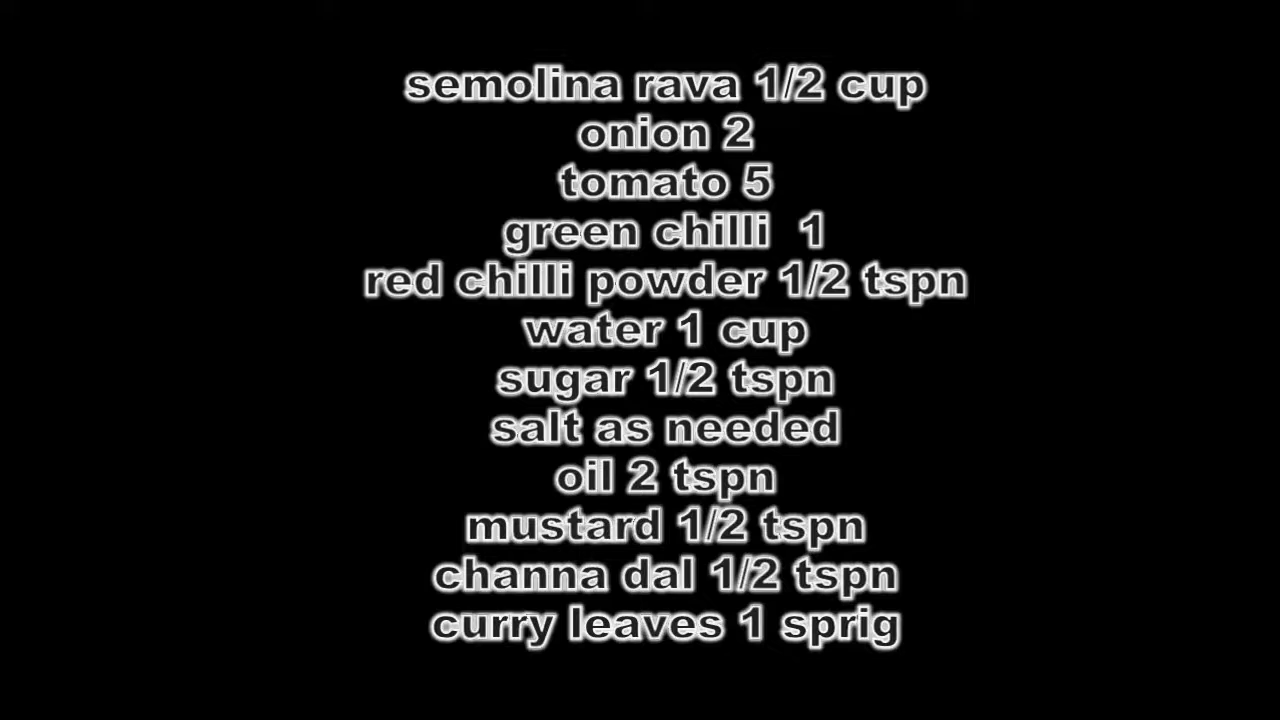 semolina rava 1/2 cup
onion 2
tomato 5
green chilli 1
red chilli powder 1/2 tspn
water 1 cup
sugar 1/2 tspn
salt as needed
oil 2 tspn
mustard 1/2 tspn
channa dal 1/2 tspn
curry leaves 1 sprig